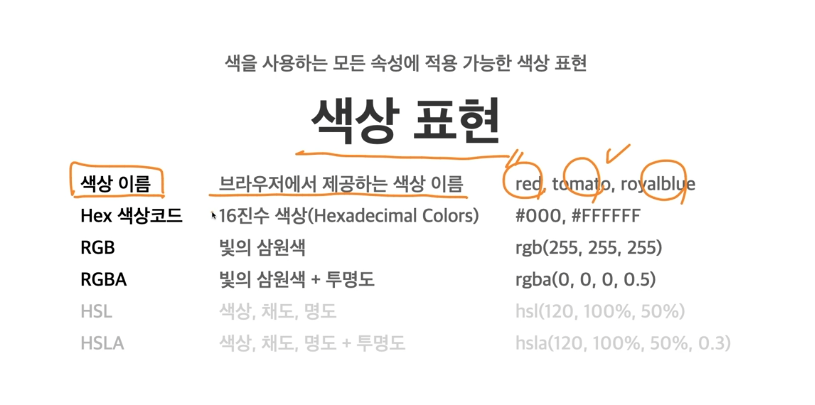 색을 사용하는 모든 속성에 적용 가능한 색상 표현
색상 표현
색상 이름 브라우저에서 제공하는 색상 이름 red, tomato, royalblue
Hex 색상코드 16진수 색상(Hexadecimal Colors) #000, #FFFFFF
RGB 빛의 삼원색 rgb(255, 255, 255)
RGBA 빛의 삼원색 + 투명도 rgba(0, 0, 0, 0.5)
HSL 색상, 채도, 명도 hsl(120, 100%, 50%)
HSLA 색상, 채도, 명도 + 투명도 hsla(120, 100%, 50%, 0.3)